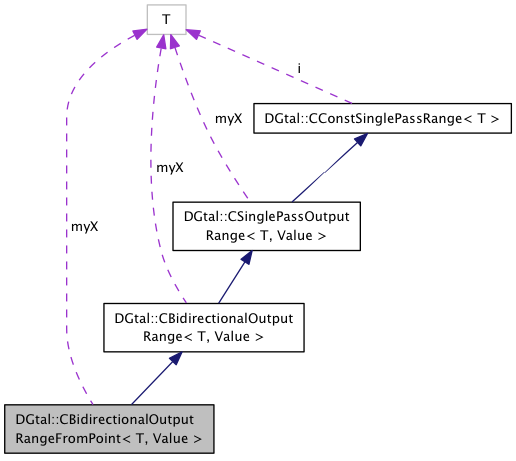 T
i
DGtal::CConstSinglePassRange< T >
myX
myX
DGtal::CSinglePassOutput
Range< T, Value >
myX
DGtal::CBidirectionalOutput
Range< T, Value >
DGtal::CBidirectionalOutput
RangeFromPoint< T, Value >